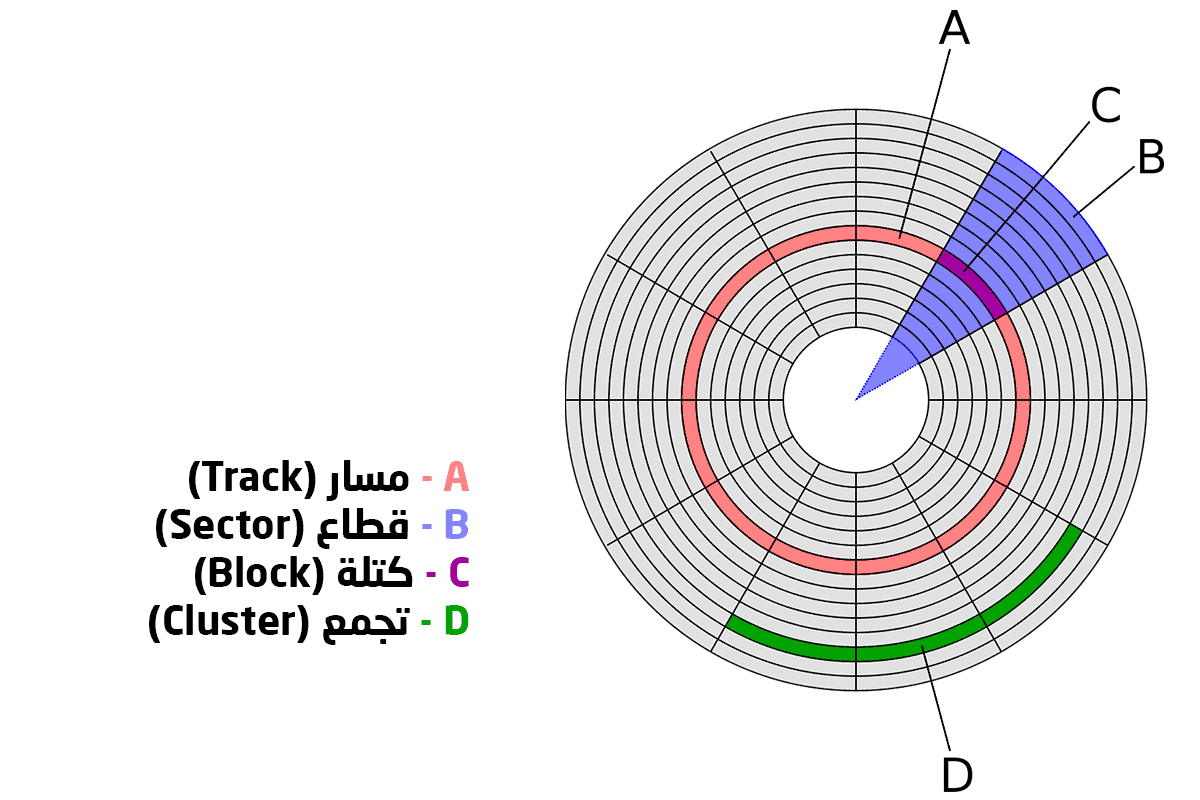 A
C
B
A - مسار (Track)
B - قطاع (Sector)
C - كتلة (Block)
D - تجمع (Cluster)
D